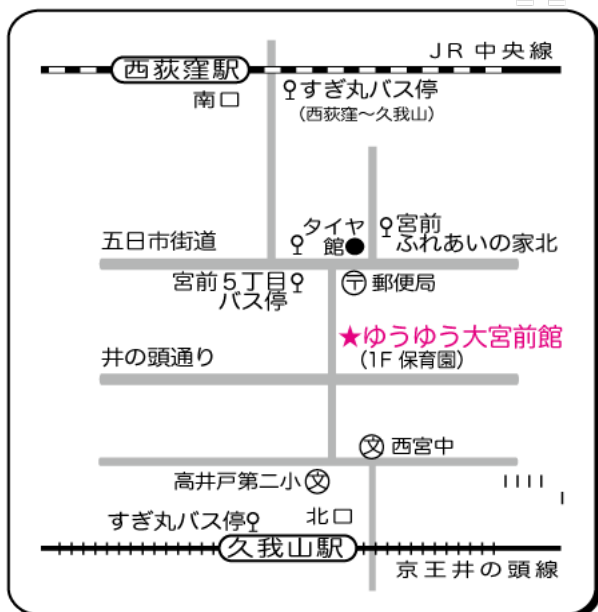 JR 中央線
西荻窪駅
南口
すぎ丸バス停
(西荻窪～久我山)
タイヤ
館
宮前
ふれあいの家北
五日市街道
宮前5丁目
バス停
郵便局
★ゆうゆう大宮前館
(1F 保育園)
井の頭通り
文 西宮中
高井戸第二小 文
すぎ丸バス停
北口
久我山駅
京王井の頭線